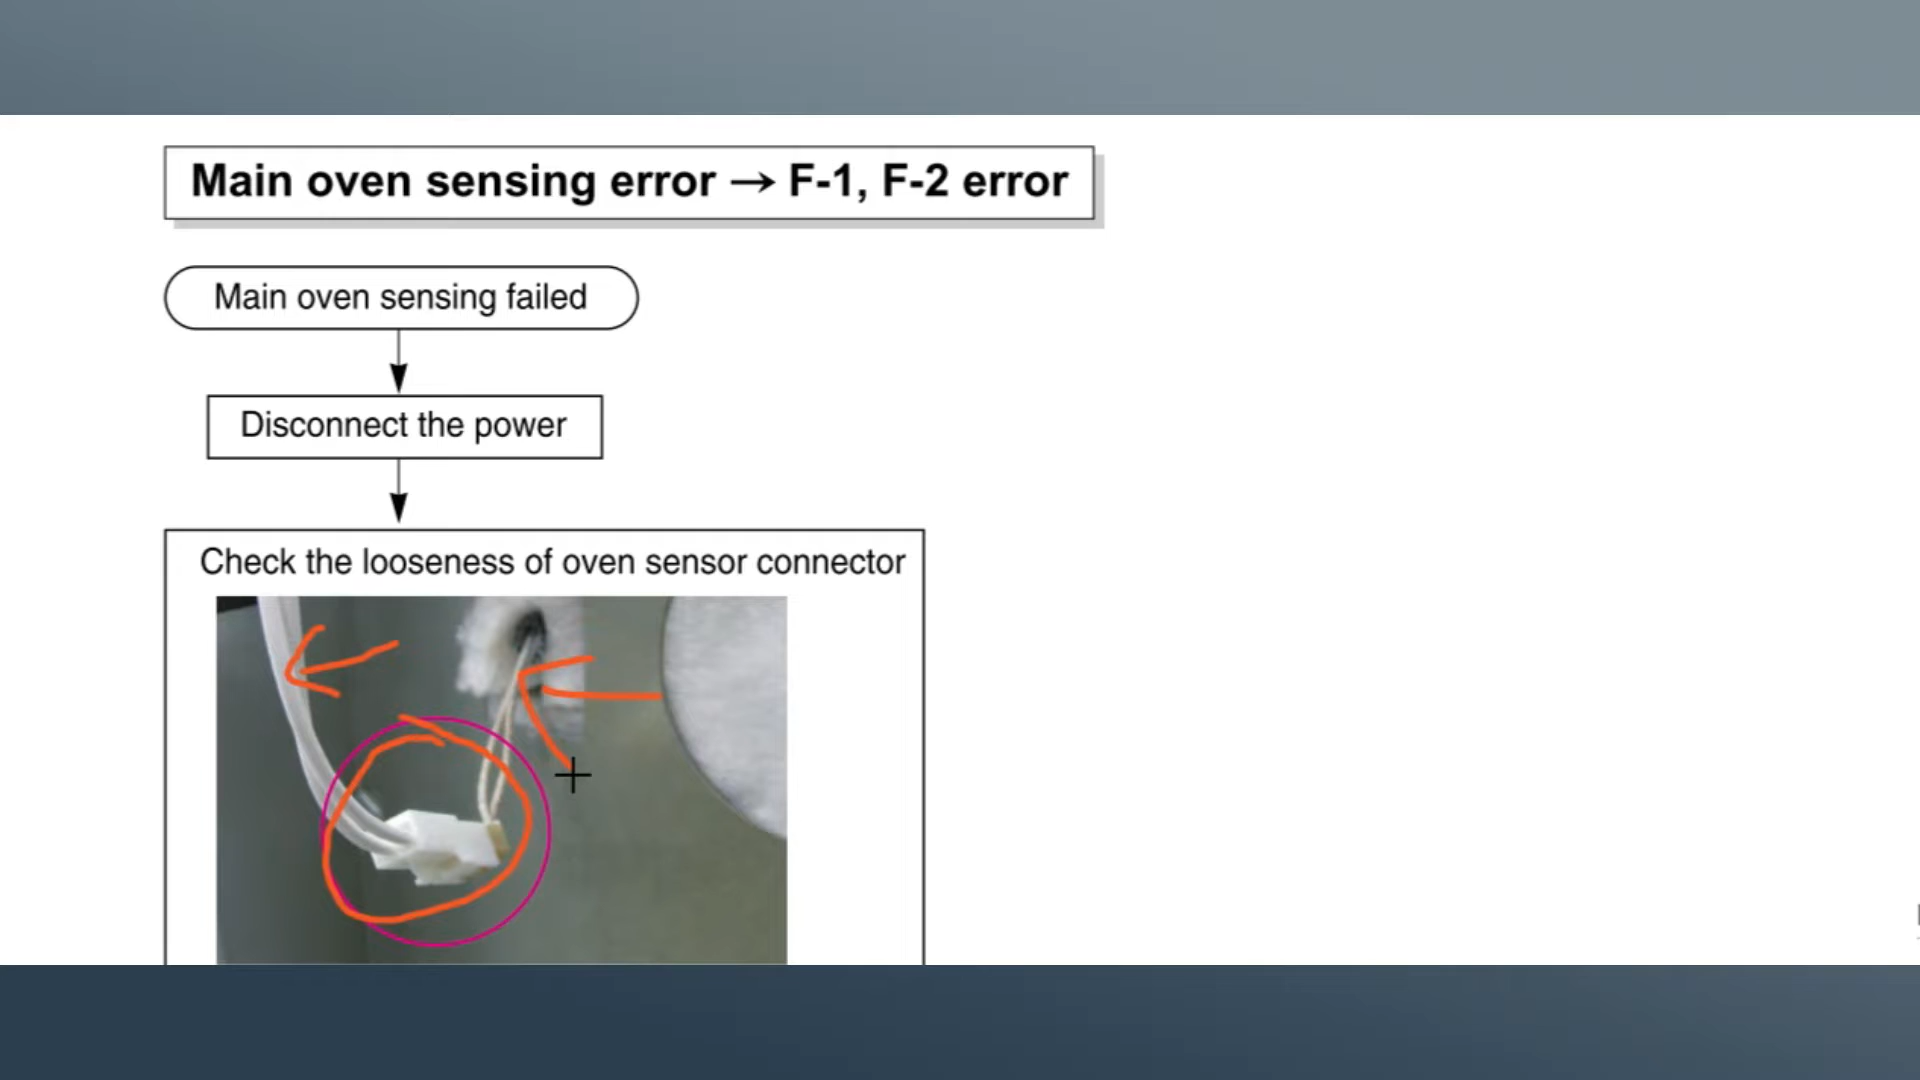 Main oven sensing error → F-1, F-2 error
Main oven sensing failed
Disconnect the power
Check the looseness of oven sensor connector